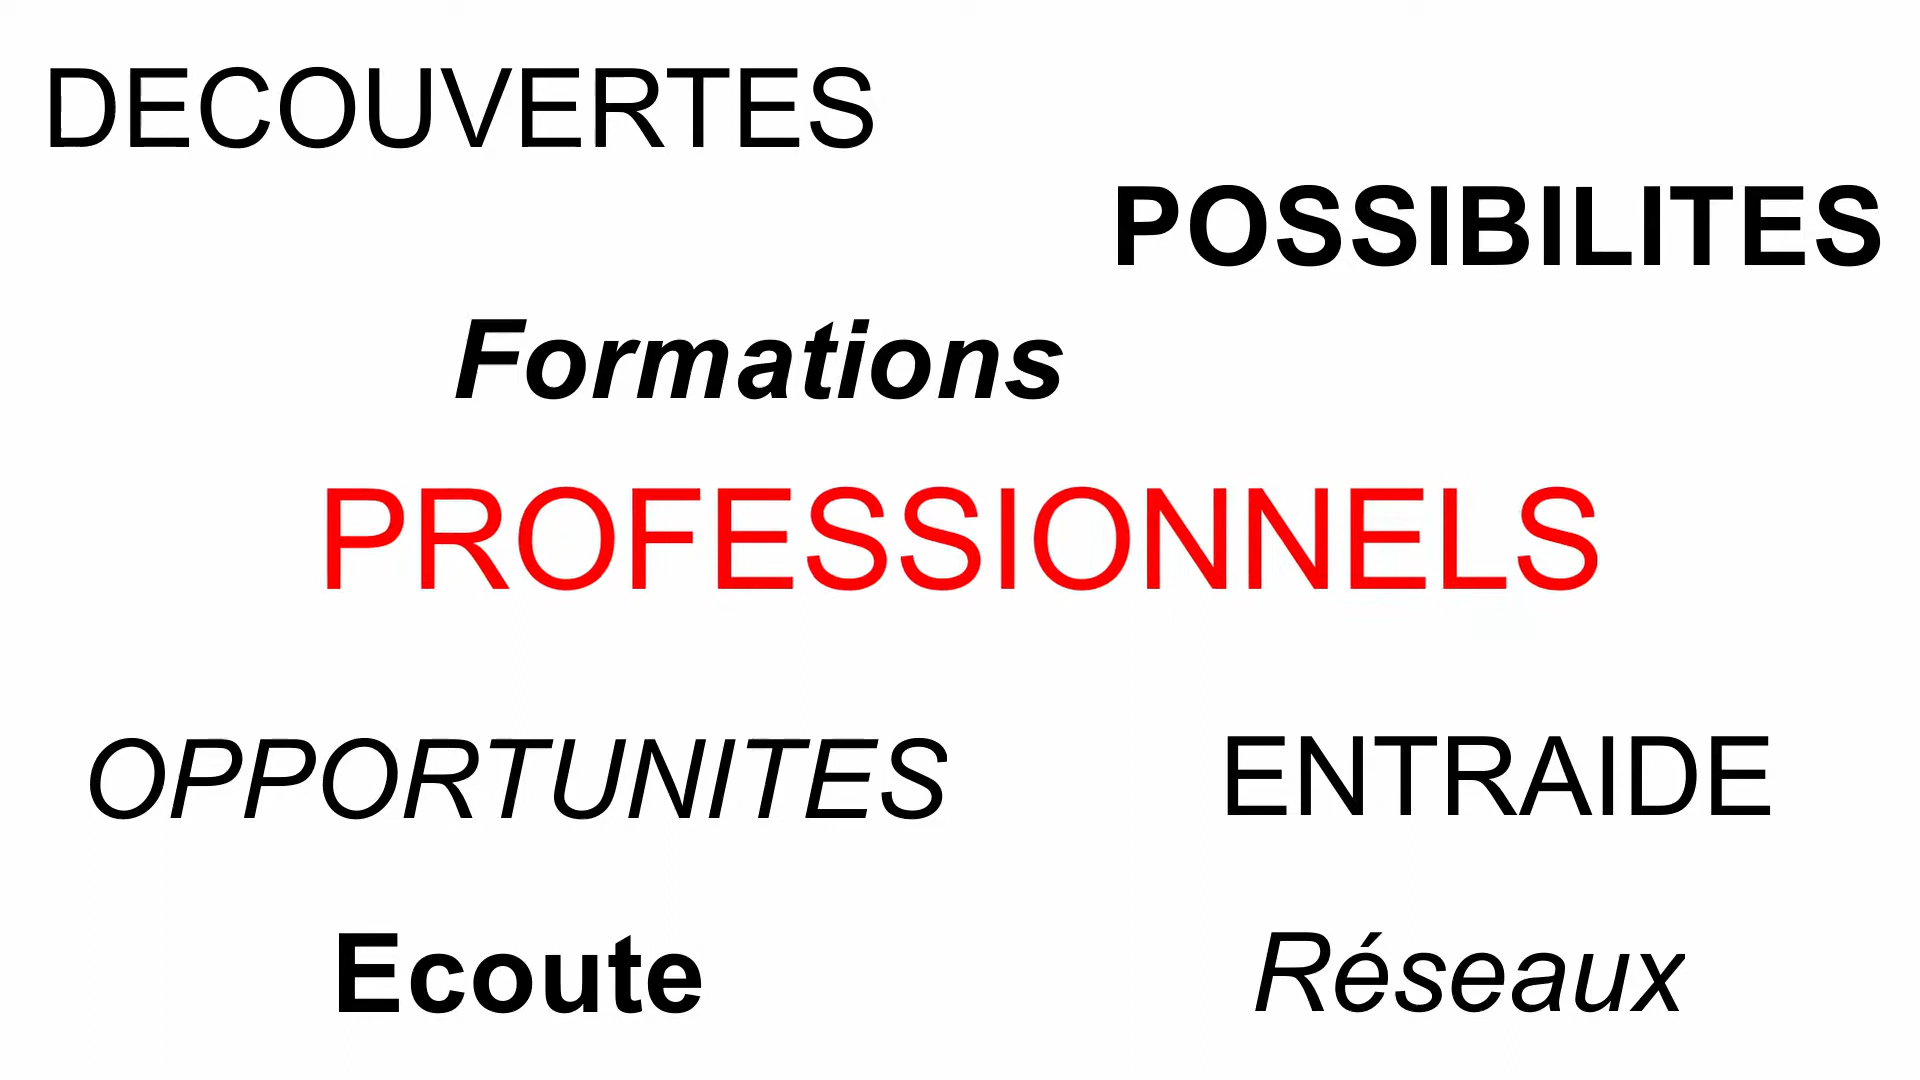 DECOUVERTES
POSSIBILITES
Formations
PROFESSIONNELS
OPPORTUNITES
ENTRAIDE
Ecoute
Réseaux